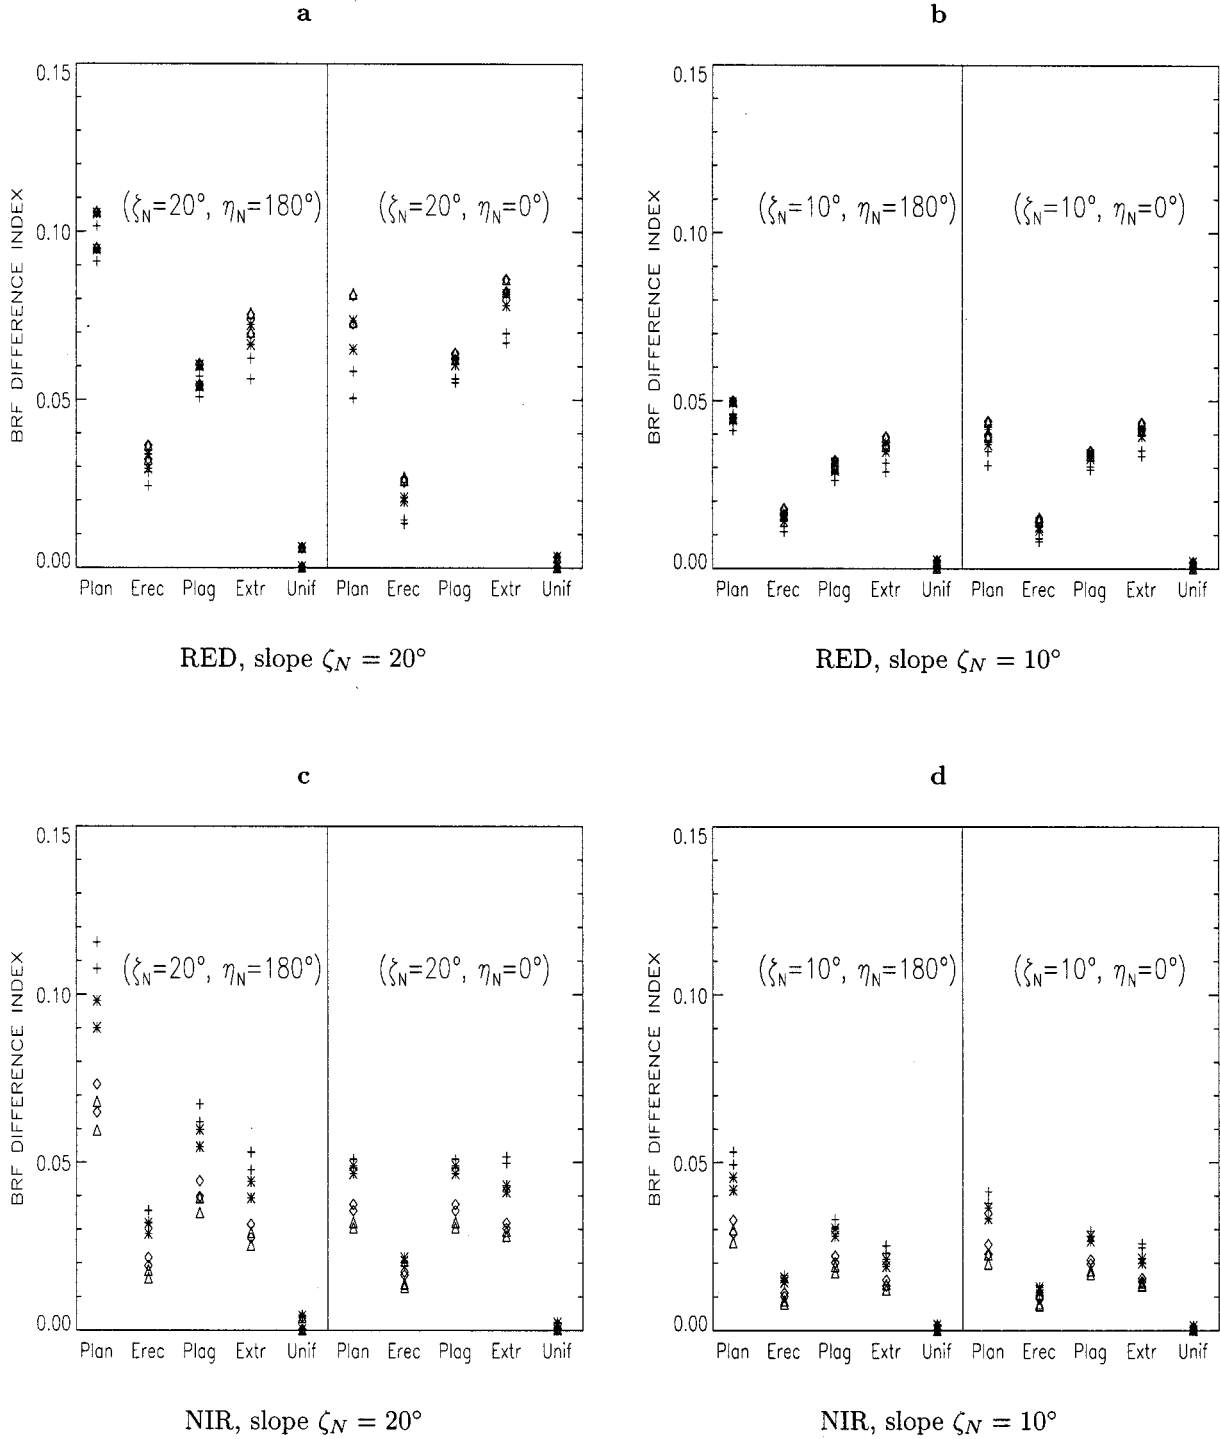 a
b
0.15
0.10
0.05
0.00
BRF DIFFERENCE INDEX
(ζN=20°, ηN=180°)
(ζN=20°, ηN=0°)
Plan Erec Plag Extr Unif Plan Erec Plag Extr Unif
RED, slope ζN = 20°
0.15
0.10
0.05
0.00
BRF DIFFERENCE INDEX
(ζN=10°, ηN=180°)
(ζN=10°, ηN=0°)
Plan Erec Plag Extr Unif Plan Erec Plag Extr Unif
RED, slope ζN = 10°
c
d
0.15
0.10
0.05
0.00
BRF DIFFERENCE INDEX
(ζN=20°, ηN=180°)
(ζN=20°, ηN=0°)
Plan Erec Plag Extr Unif Plan Erec Plag Extr Unif
NIR, slope ζN = 20°
0.15
0.10
0.05
0.00
BRF DIFFERENCE INDEX
(ζN=10°, ηN=180°)
(ζN=10°, ηN=0°)
Plan Erec Plag Extr Unif Plan Erec Plag Extr Unif
NIR, slope ζN = 10°